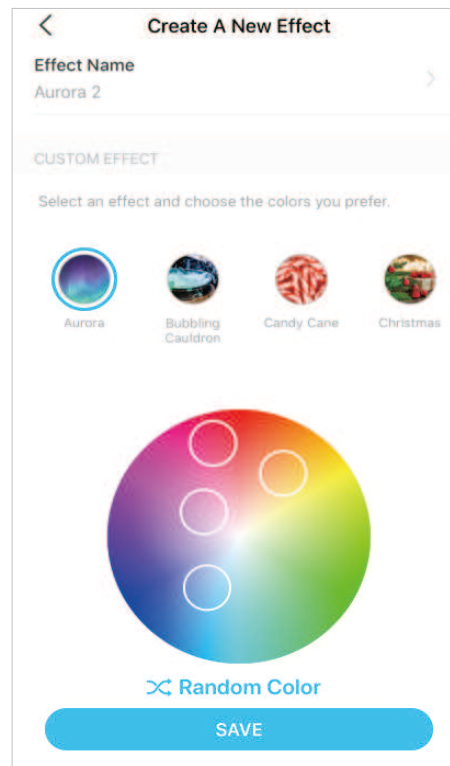 Create A New Effect
Effect Name
Aurora 2
CUSTOM EFFECT
Select an effect and choose the colors you prefer.
Aurora
Bubbling
Cauldron
Candy Cane
Christmas
Random Color
SAVE